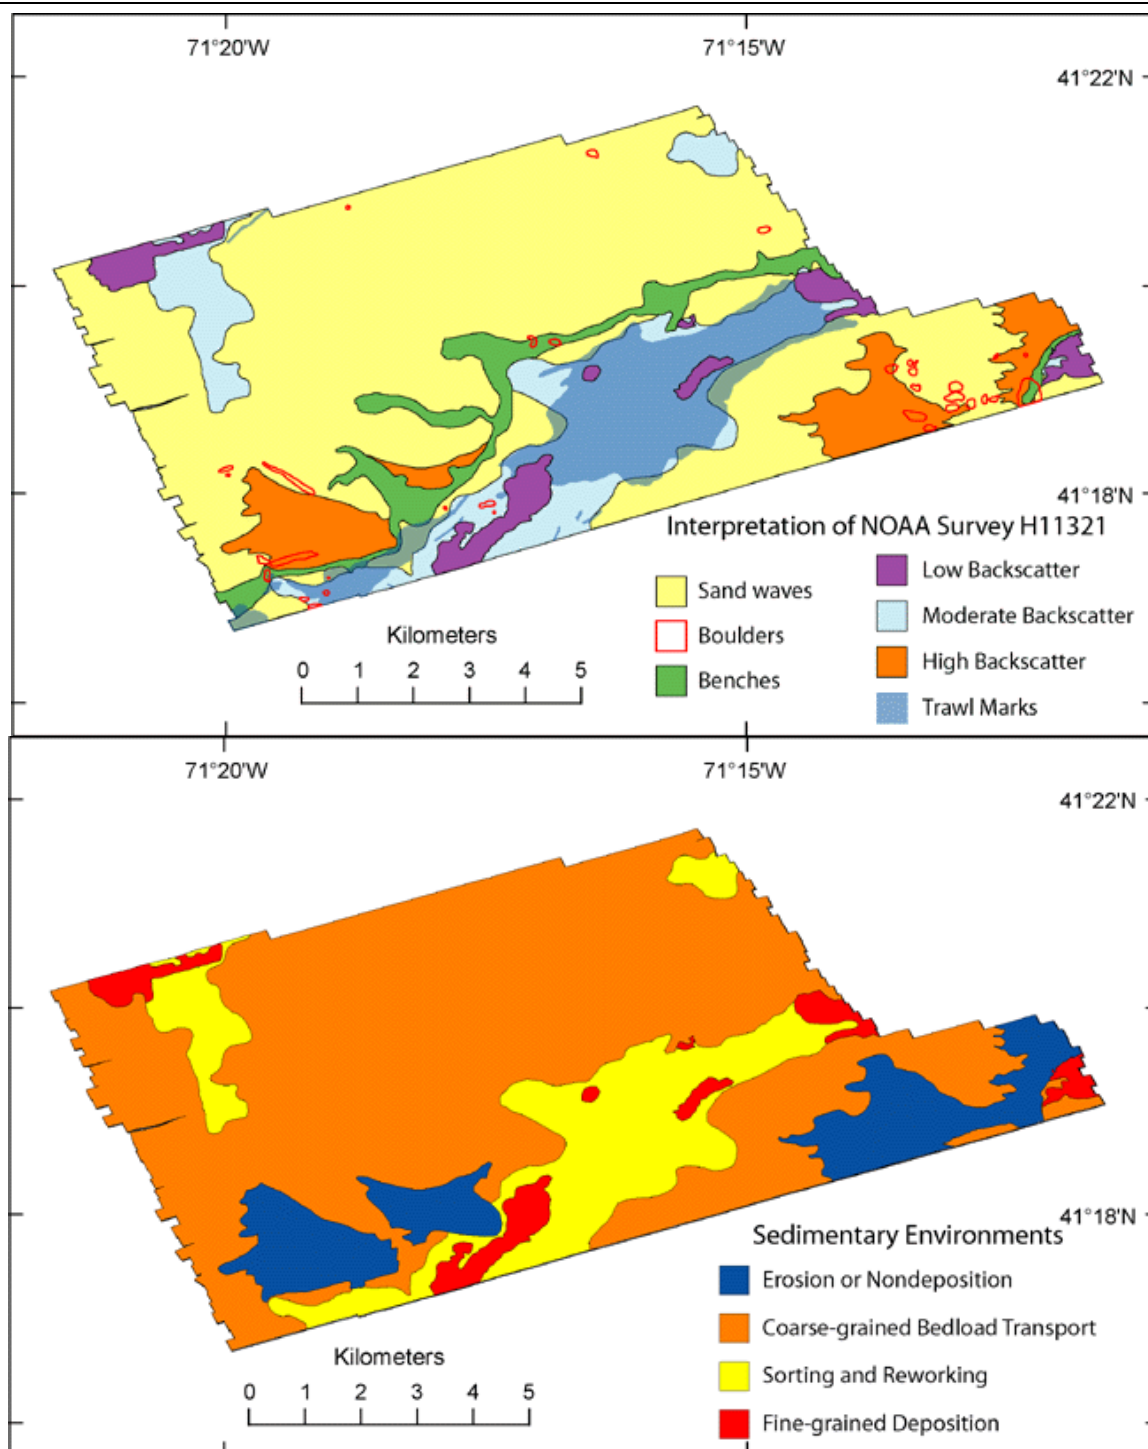 71°20'W 71°15'W
41°22'N
41°18'N
Interpretation of NOAA Survey H11321
Sand waves
Boulders
Benches
Low Backscatter
Moderate Backscatter
High Backscatter
Trawl Marks
Kilometers
0 1 2 3 4 5
71°20'W 71°15'W
41°22'N
41°18'N
Sedimentary Environments
Erosion or Nondeposition
Coarse-grained Bedload Transport
Sorting and Reworking
Fine-grained Deposition
Kilometers
0 1 2 3 4 5